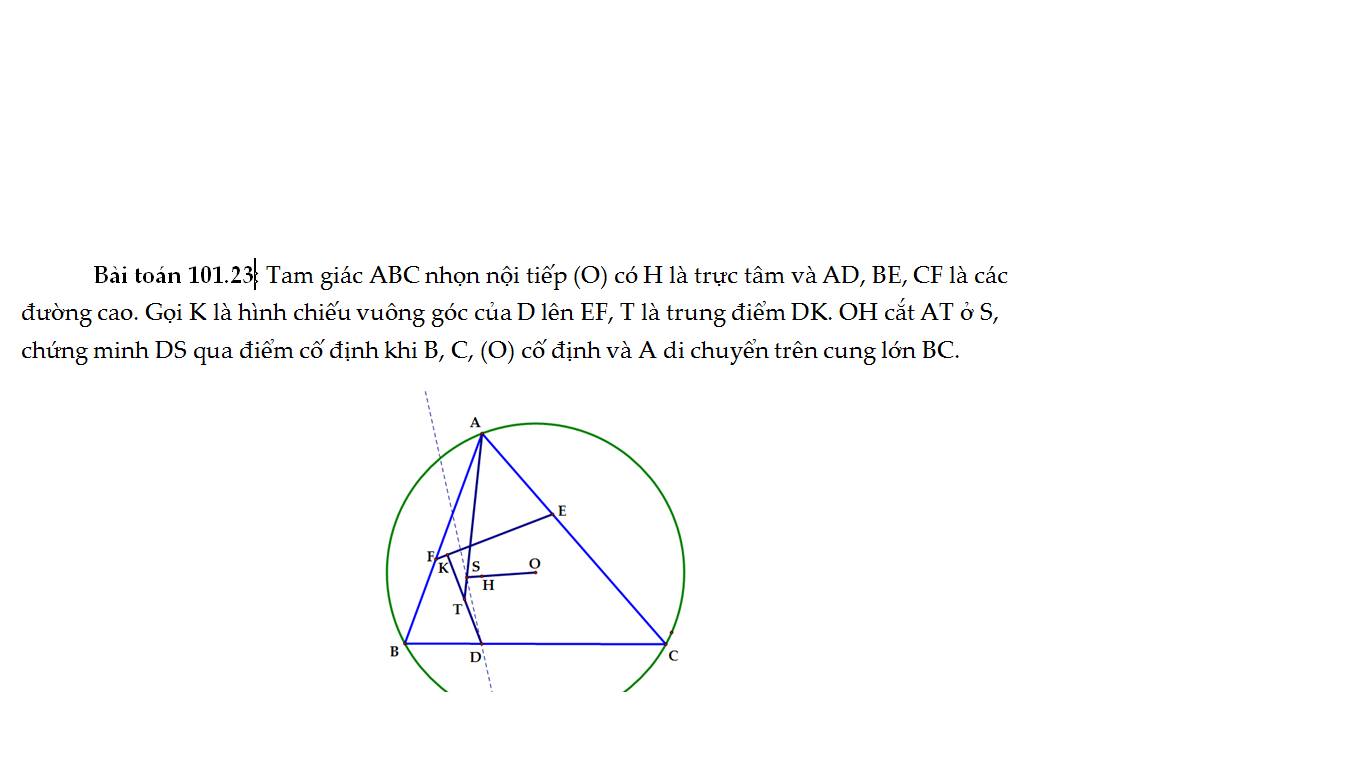 Bài toán 101.23: Tam giác ABC nhọn nội tiếp (O) có H là trực tâm và AD, BE, CF là các
đường cao. Gọi K là hình chiếu vuông góc của D lên EF, T là trung điểm DK. OH cắt AT ở S,
chứng minh DS qua điểm cố định khi B, C, (O) cố định và A di chuyển trên cung lớn BC.
A
E
F
K
S
O
H
T
B
D
C